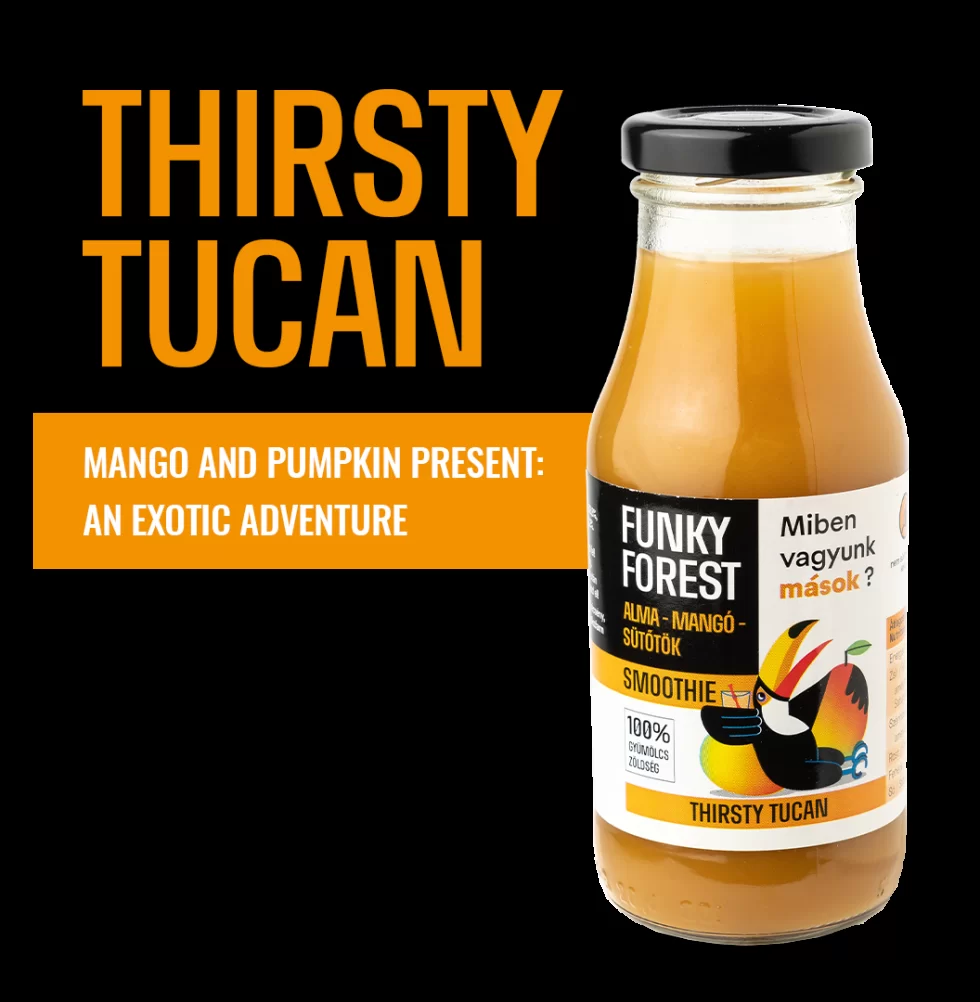 THIRSTY
TUCAN
MANGO AND PUMPKIN PRESENT:
AN EXOTIC ADVENTURE
FUNKY
FOREST
ALMA - MANGÓ -
SÜTŐTÖK
SMOOTHIE
100%
GYÜMÖLCS
ZÖLDSÉG
THIRSTY TUCAN
Miben
vagyunk
mások?